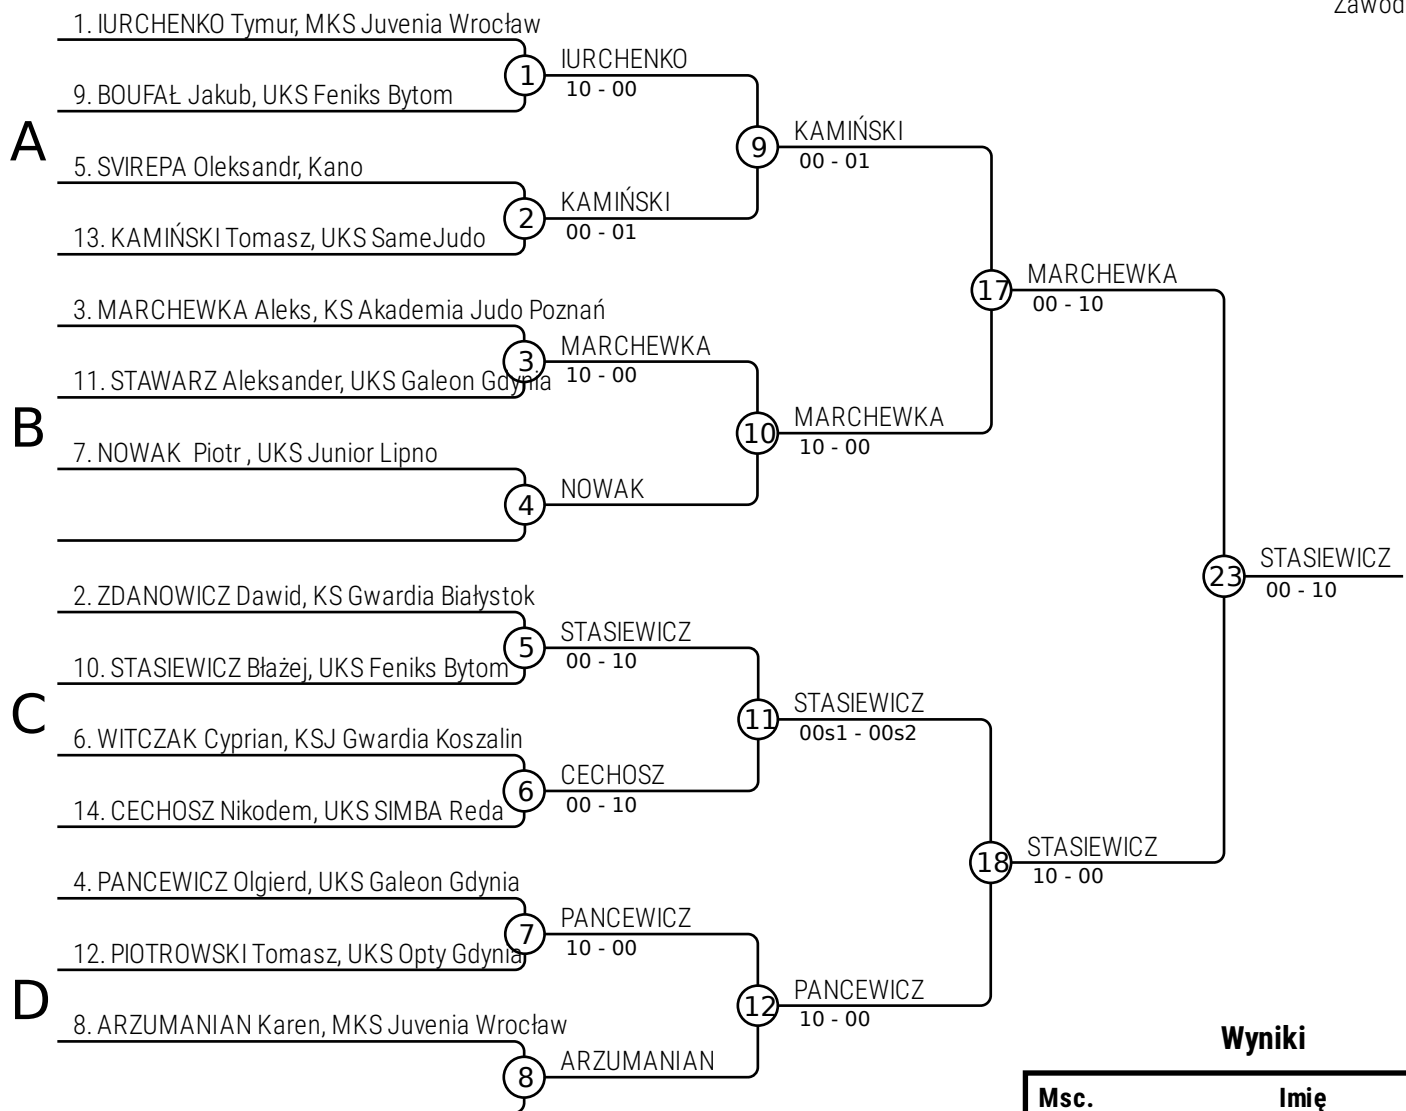 Zawod
1. IURCHENKO Tymur, MKS Juvenia Wrocław
IURCHENKO
1
10 - 00
9. BOUFAŁ Jakub, UKS Feniks Bytom
A
KAMIŃSKI
9
00 - 01
5. SVIREPA Oleksandr, Kano
KAMIŃSKI
2
00 - 01
13. KAMIŃSKI Tomasz, UKS SameJudo
MARCHEWKA
17
00 - 10
3. MARCHEWKA Aleks, KS Akademia Judo Poznań
MARCHEWKA
3
10 - 00
11. STAWARZ Aleksander, UKS Galeon Gdynia
B
MARCHEWKA
10
10 - 00
7. NOWAK Piotr , UKS Junior Lipno
NOWAK
4
STASIEWICZ
23
00 - 10
2. ZDANOWICZ Dawid, KS Gwardia Białystok
STASIEWICZ
5
00 - 10
10. STASIEWICZ Błażej, UKS Feniks Bytom
C
STASIEWICZ
11
00s1 - 00s2
6. WITCZAK Cyprian, KSJ Gwardia Koszalin
CECHOSZ
6
00 - 10
14. CECHOSZ Nikodem, UKS SIMBA Reda
STASIEWICZ
18
10 - 00
4. PANCEWICZ Olgierd, UKS Galeon Gdynia
PANCEWICZ
7
10 - 00
12. PIOTROWSKI Tomasz, UKS Opty Gdynia
D
PANCEWICZ
12
10 - 00
8. ARZUMANIAN Karen, MKS Juvenia Wrocław
ARZUMANIAN
8
Wyniki
Msc. Imię